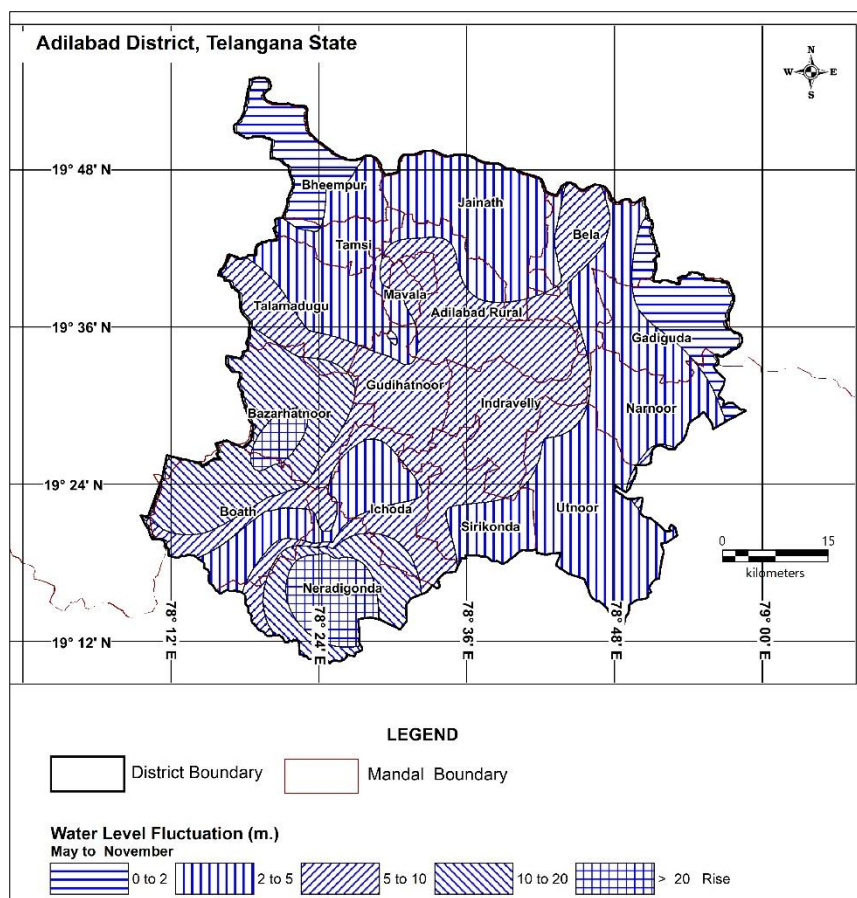 Adilabad District, Telangana State
N
W E
S
19° 48' N
Bheempur
Jainath
Tamsi
Bela
Mavala
Talamadugu
Adilabad Rural
19° 36' N
Gadiguda
Gudihatnoor
Indravelly
Narnoor
Bazarhatnoor
19° 24' N
Boath
Ichoda
Utnoor
Sirikonda
0 15
kilometers
Neradigonda
19° 12' N
78° 12' E
78° 24' E
78° 36' E
78° 48' E
79° 00' E
LEGEND
District Boundary Mandal Boundary
Water Level Fluctuation (m.)
May to November
0 to 2 2 to 5 5 to 10 10 to 20 > 20 Rise